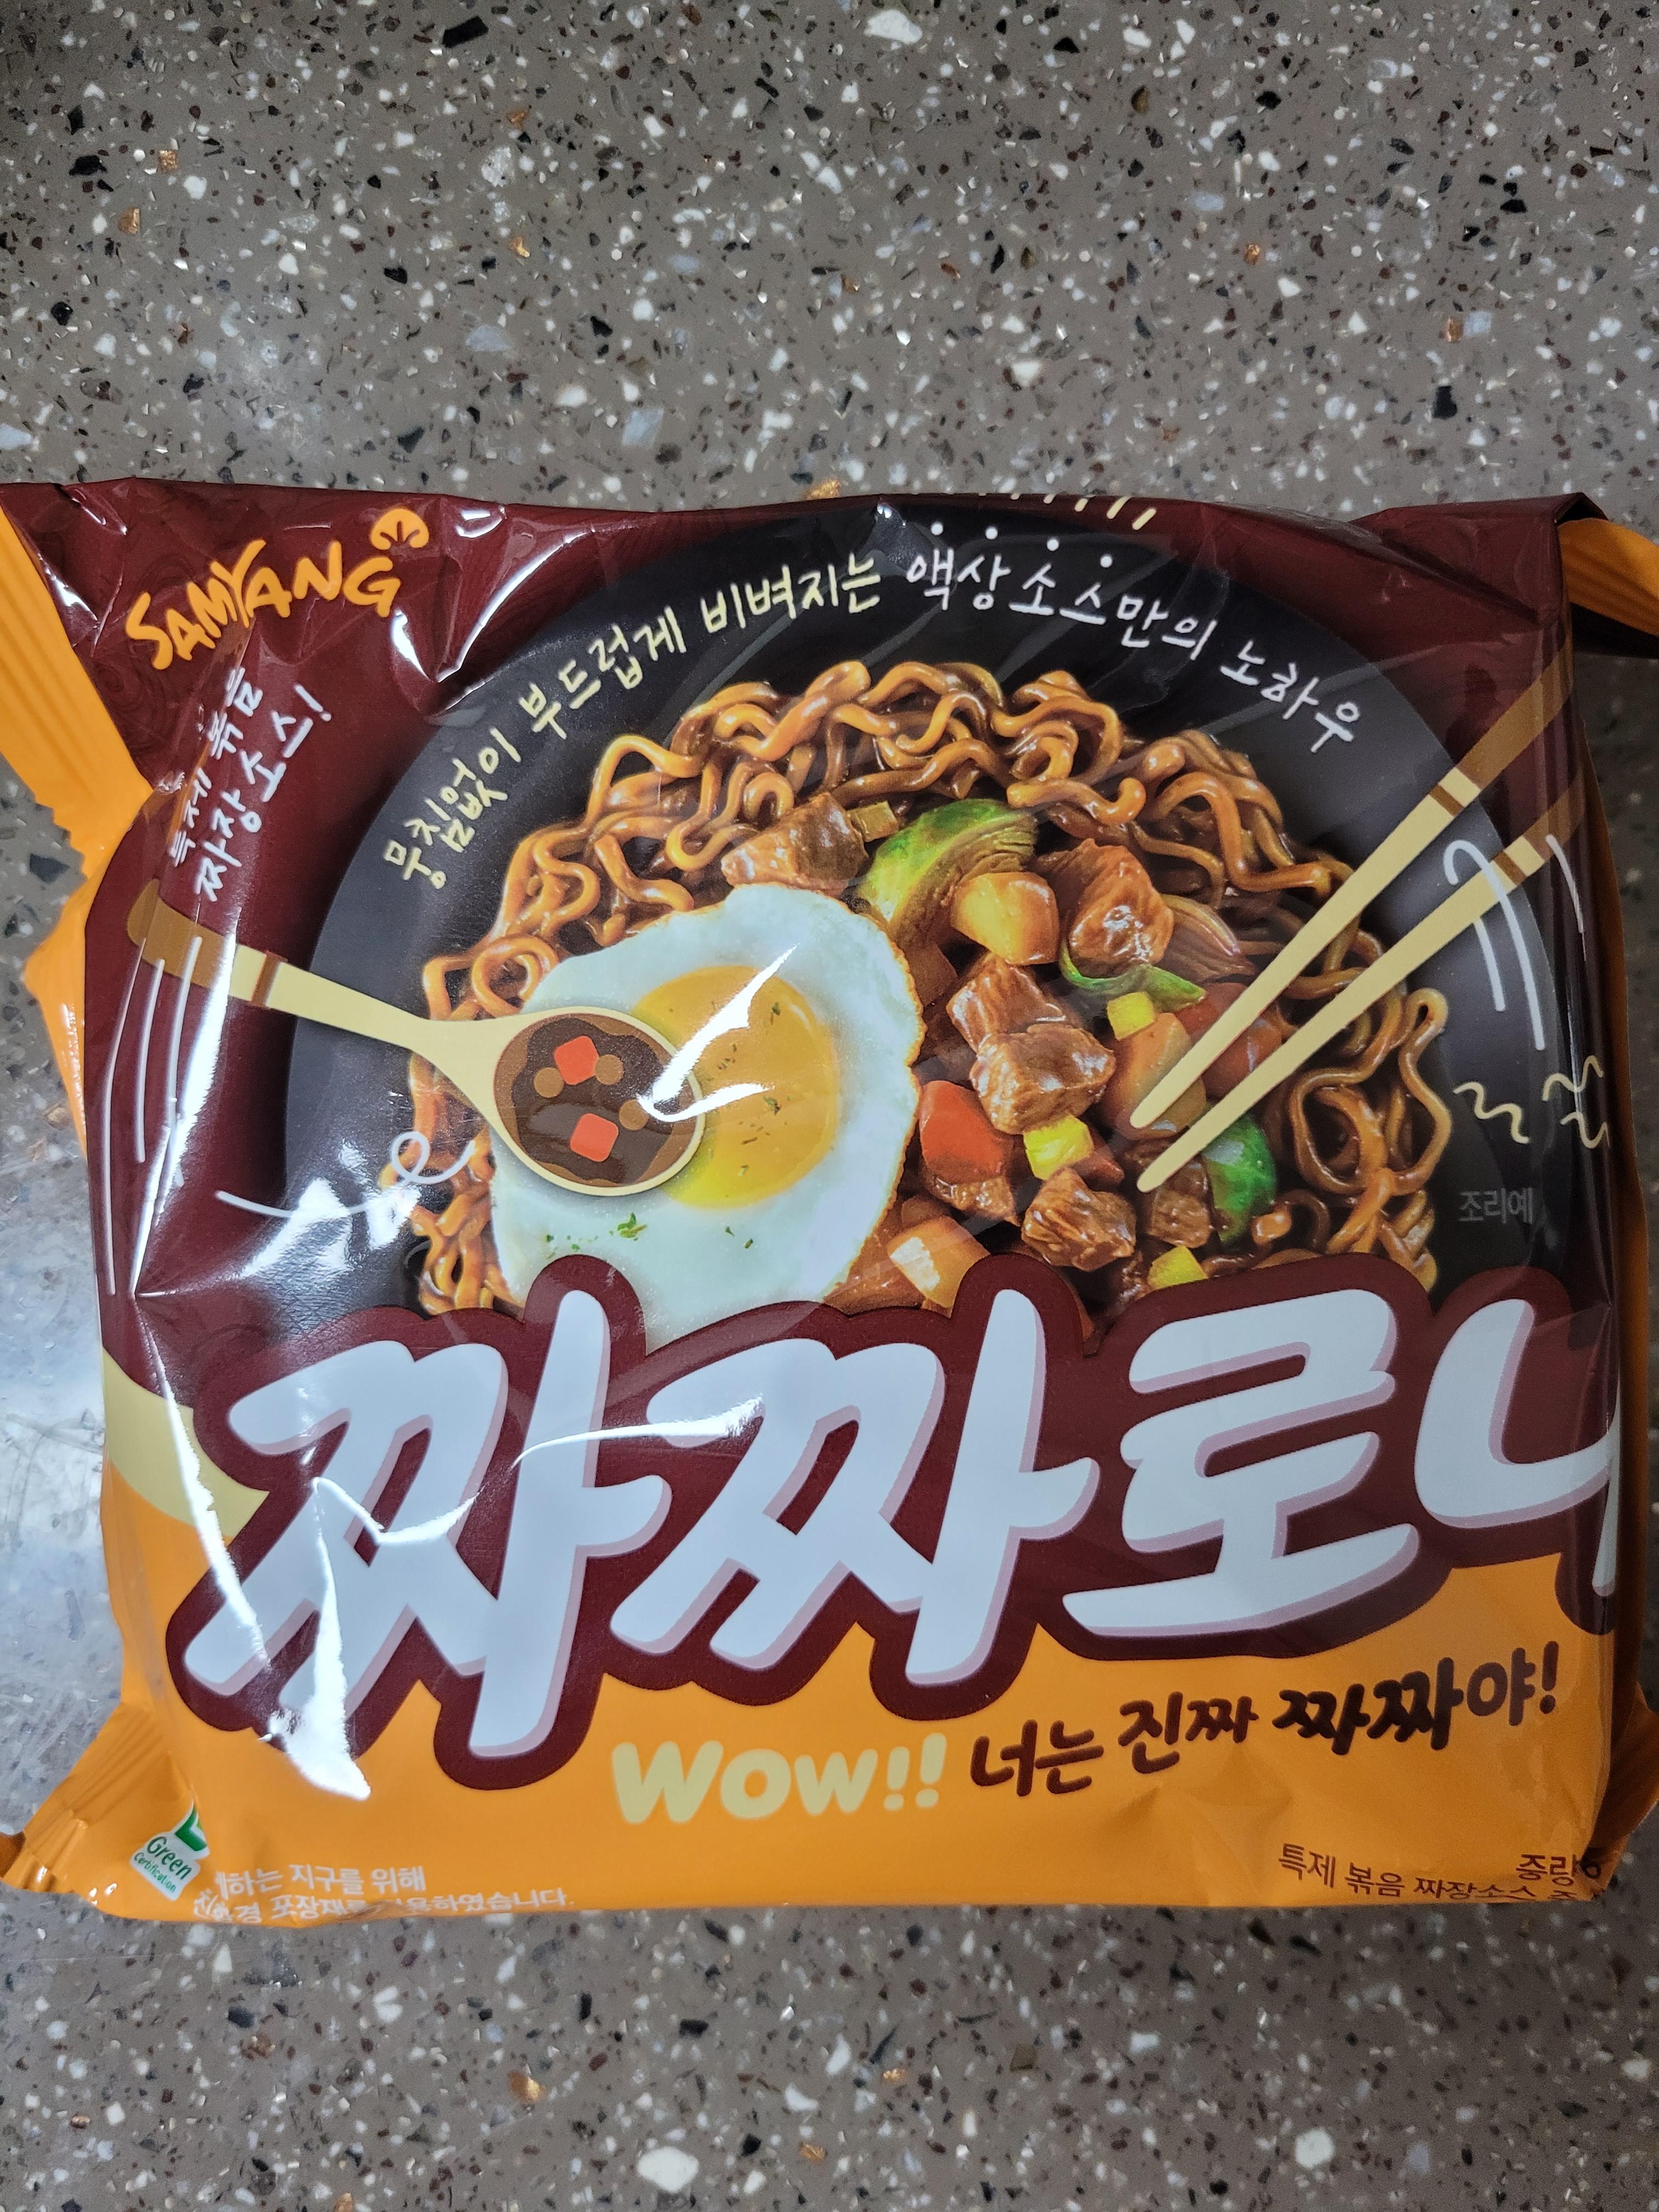 SAMYANG
특제 볶음
짜장소스!
뭉침없이 부드럽게 비벼지는 액상소스만의 노하우
조리예
짜짜로니
WOW!! 너는 진짜 짜짜야!
Green
Certification
지구를 위해
특제 볶음 짜장소스